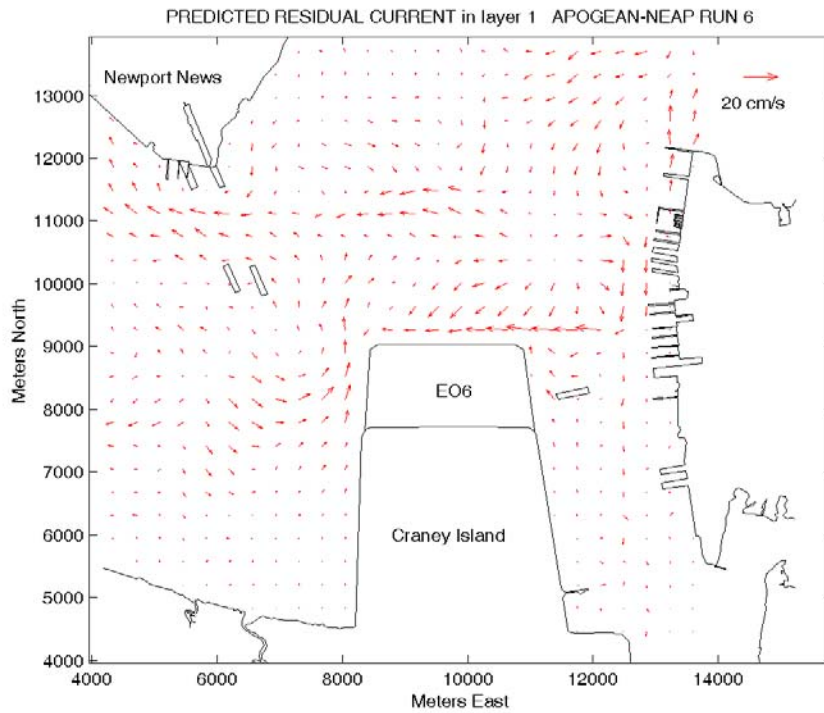 PREDICTED RESIDUAL CURRENT in layer 1 APOGEAN-NEAP RUN 6
Newport News
20 cm/s
13000
12000
11000
10000
9000
8000
7000
6000
5000
4000
Meters North
EO6
Craney Island
4000 6000 8000 10000 12000 14000
Meters East